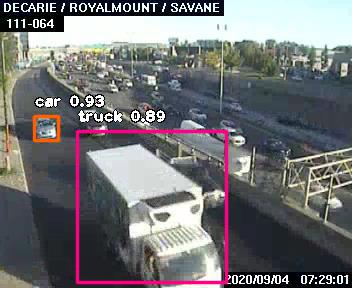 DECARIE / ROYALMOUNT / SAVANE
111-064
car 0.93
truck 0.89
2020/09/04 07:29:01